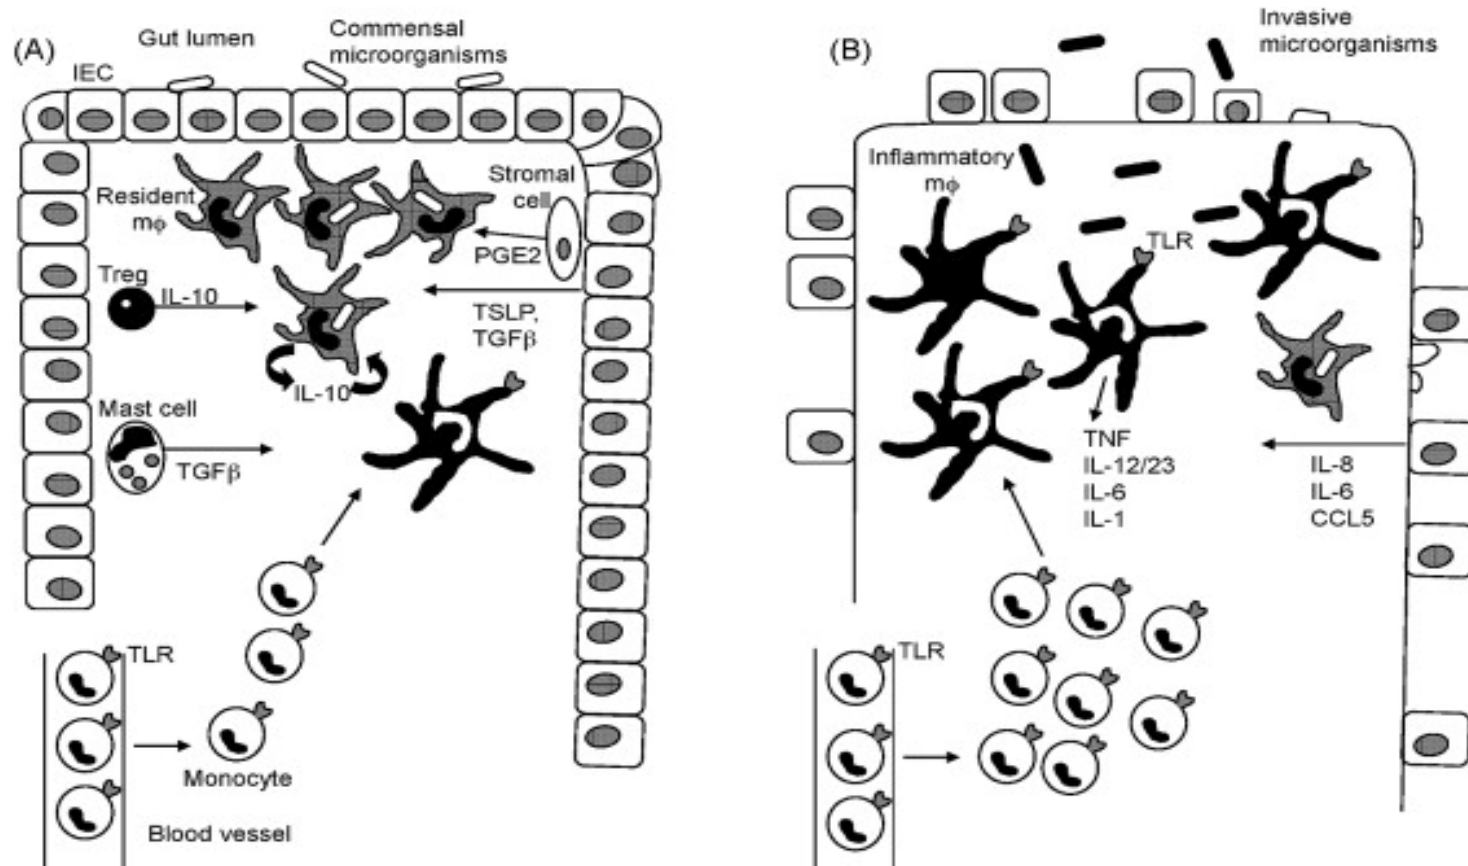 (A)
Gut lumen
Commensal
microorganisms
IEC
Resident
mϕ
Stromal
cell
PGE2
Treg
IL-10
TSLP,
TGFβ
IL-10
Mast cell
TGFβ
TLR
Monocyte
Blood vessel
(B)
Invasive
microorganisms
Inflammatory
mϕ
TLR
TNF
IL-12/23
IL-6
IL-1
IL-8
IL-6
CCL5
TLR